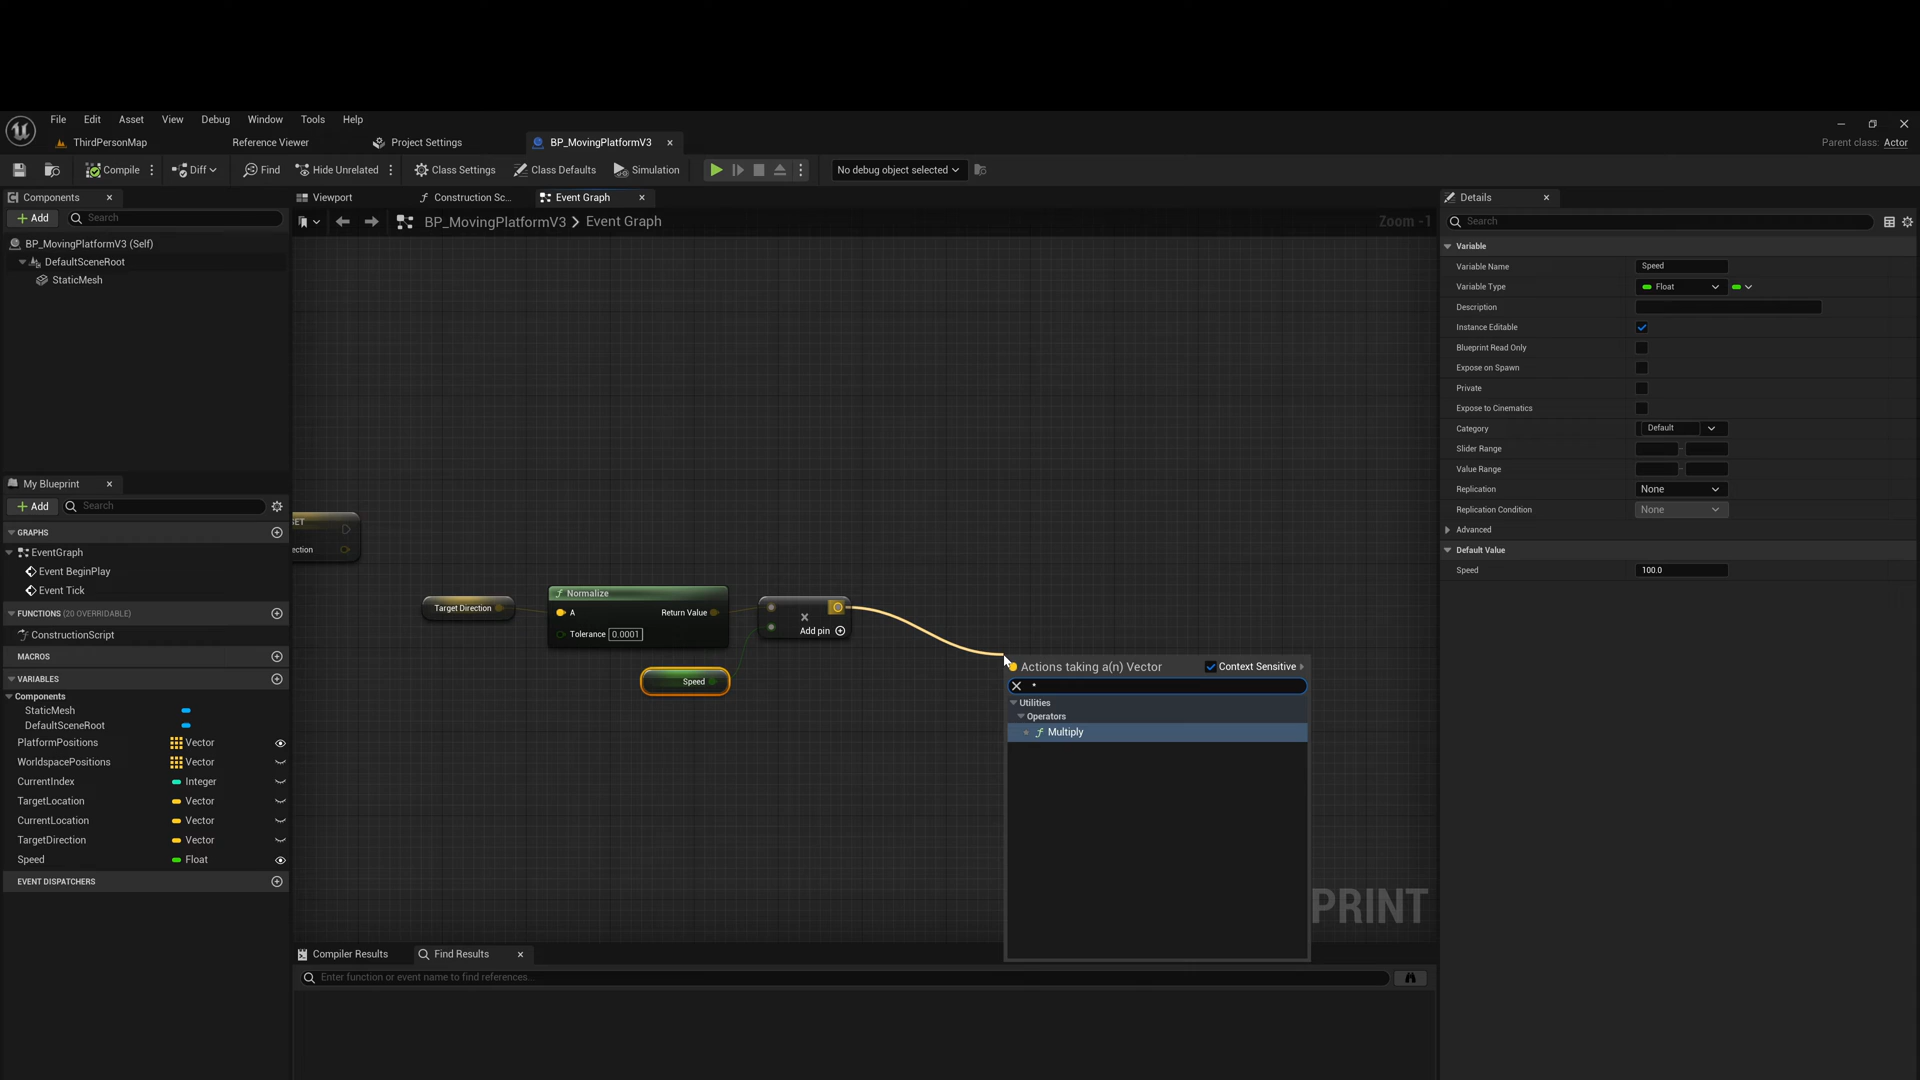 File Edit Asset View Debug Window Tools Help
ThirdPersonMap Reference Viewer Project Settings BP_MovingPlatformV3
Parent class: Actor
Compile Diff Find Hide Unrelated Class Settings Class Defaults Simulation No debug object selected
Components
Add Search
BP_MovingPlatformV3 (Self)
DefaultSceneRoot
StaticMesh
My Blueprint
Add Search
GRAPHS
EventGraph
Event BeginPlay
Event Tick
FUNCTIONS (20 OVERRIDABLE)
ConstructionScript
MACROS
VARIABLES
Components
StaticMesh
DefaultSceneRoot
PlatformPositions Vector
WorldspacePositions Vector
CurrentIndex Integer
TargetLocation Vector
CurrentLocation Vector
TargetDirection Vector
Speed Float
EVENT DISPATCHERS
Viewport Construction Sc... Event Graph
BP_MovingPlatformV3 > Event Graph Zoom -1
SET
ection
Target Direction
Normalize
A Return Value
Tolerance 0.0001
Add pin
Speed
Actions taking a(n) Vector Context Sensitive
*
Utilities
Operators
Multiply
PRINT
Compiler Results Find Results
Enter function or event name to find references...
Details
Search
Variable
Variable Name Speed
Variable Type Float
Description
Instance Editable
Blueprint Read Only
Expose on Spawn
Private
Expose to Cinematics
Category Default
Slider Range
Value Range
Replication None
Replication Condition None
Advanced
Default Value
Speed 100.0